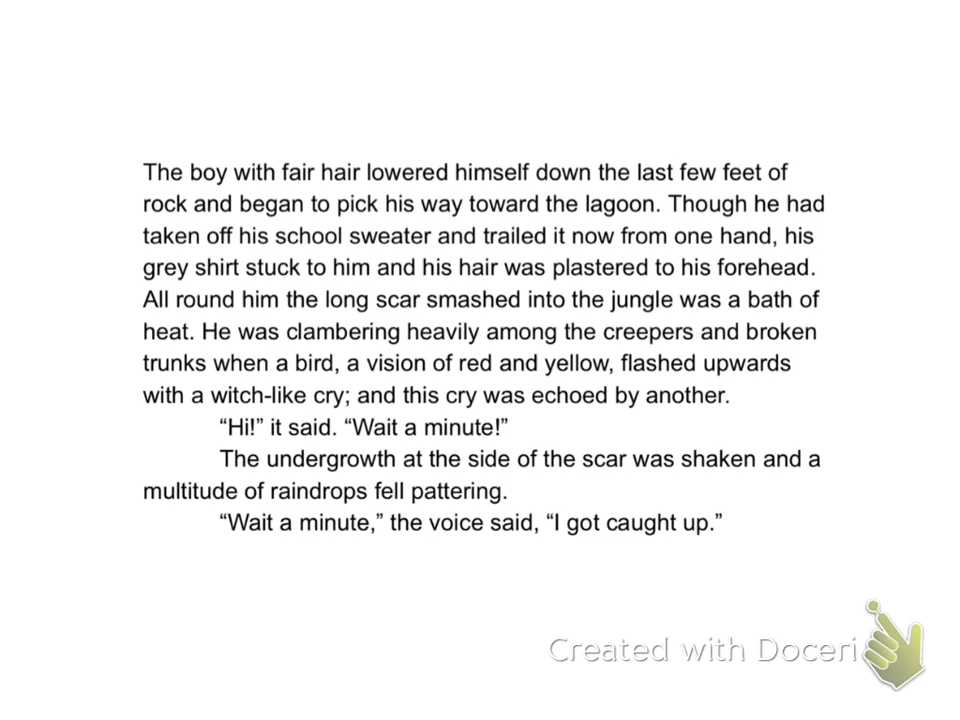 The boy with fair hair lowered himself down the last few feet of
rock and began to pick his way toward the lagoon. Though he had
taken off his school sweater and trailed it now from one hand, his
grey shirt stuck to him and his hair was plastered to his forehead.
All round him the long scar smashed into the jungle was a bath of
heat. He was clambering heavily among the creepers and broken
trunks when a bird, a vision of red and yellow, flashed upwards
with a witch-like cry; and this cry was echoed by another.
“Hi!” it said. “Wait a minute!”
The undergrowth at the side of the scar was shaken and a
multitude of raindrops fell pattering.
“Wait a minute,” the voice said, “I got caught up.”
Created with Doceri